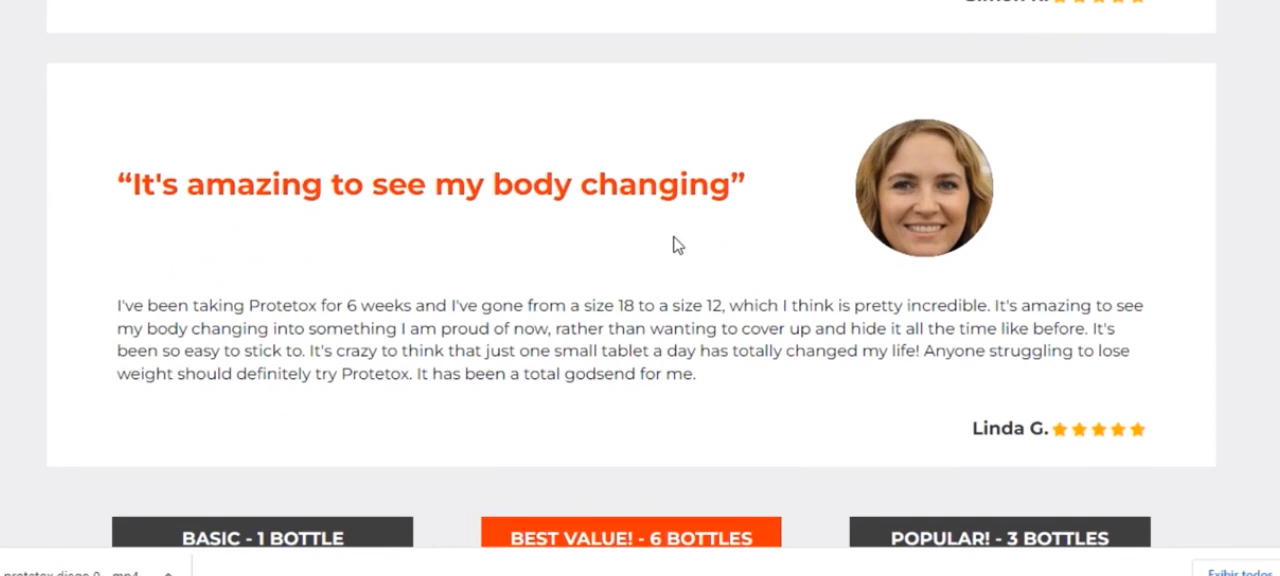 “It's amazing to see my body changing”
I've been taking Protetox for 6 weeks and I've gone from a size 18 to a size 12, which I think is pretty incredible. It's amazing to see
my body changing into something I am proud of now, rather than wanting to cover up and hide it all the time like before. It's
been so easy to stick to. It's crazy to think that just one small tablet a day has totally changed my life! Anyone struggling to lose
weight should definitely try Protetox. It has been a total godsend for me.
Linda G.
BASIC - 1 BOTTLE
BEST VALUE! - 6 BOTTLES
POPULAR! - 3 BOTTLES
Exibir todos